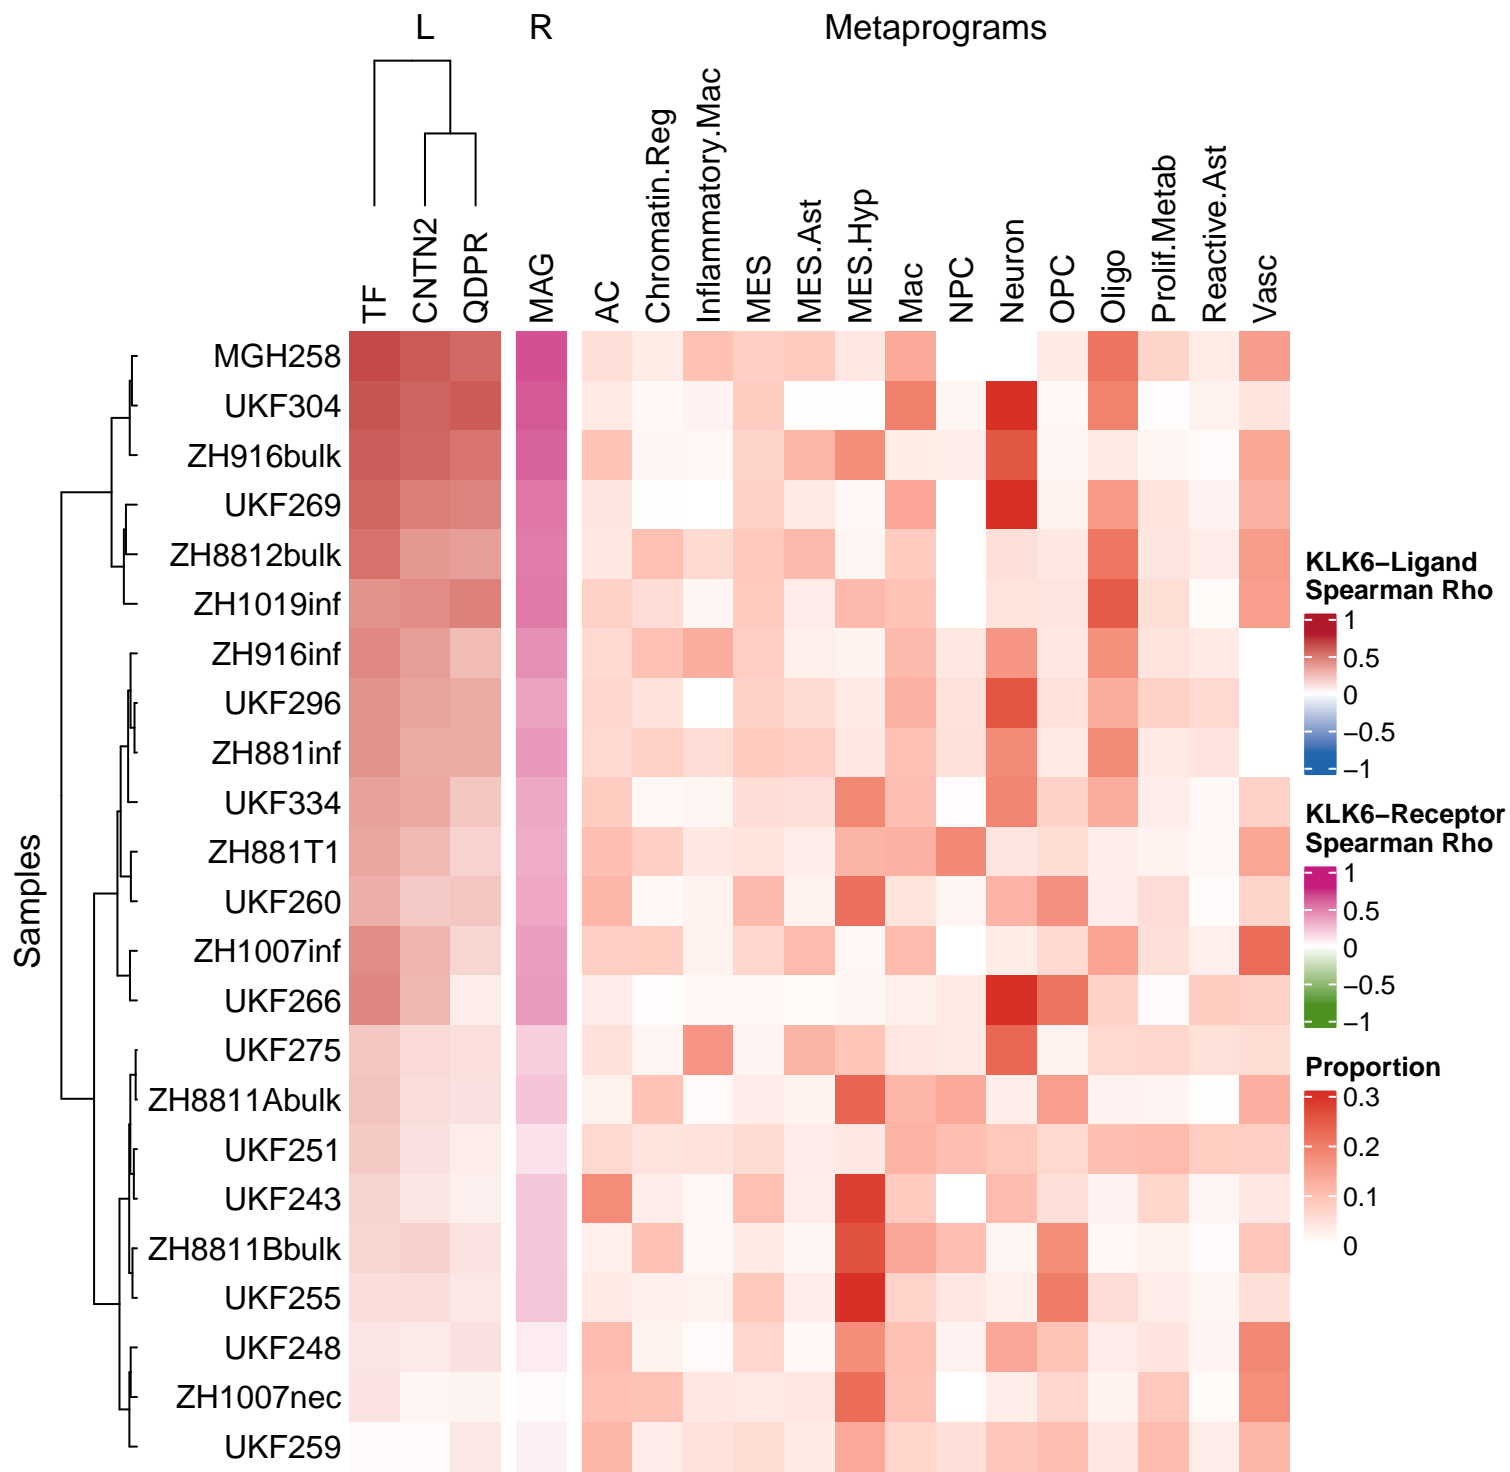 L R Metaprograms
TF
CNTN2
QDPR
MAG
AC
Chromatin.Reg
Inflammatory.Mac
MES
MES.Ast
MES.Hyp
Mac
NPC
Neuron
OPC
Oligo
Prolif.Metab
Reactive.Ast
Vasc
Samples
MGH258
UKF304
ZH916bulk
UKF269
ZH8812bulk
ZH1019inf
ZH916inf
UKF296
ZH881inf
UKF334
ZH881T1
UKF260
ZH1007inf
UKF266
UKF275
ZH8811Abulk
UKF251
UKF243
ZH8811Bbulk
UKF255
UKF248
ZH1007nec
UKF259
KLK6−Ligand
Spearman Rho
1
0.5
0
−0.5
−1
KLK6−Receptor
Spearman Rho
1
0.5
0
−0.5
−1
Proportion
0.3
0.2
0.1
0